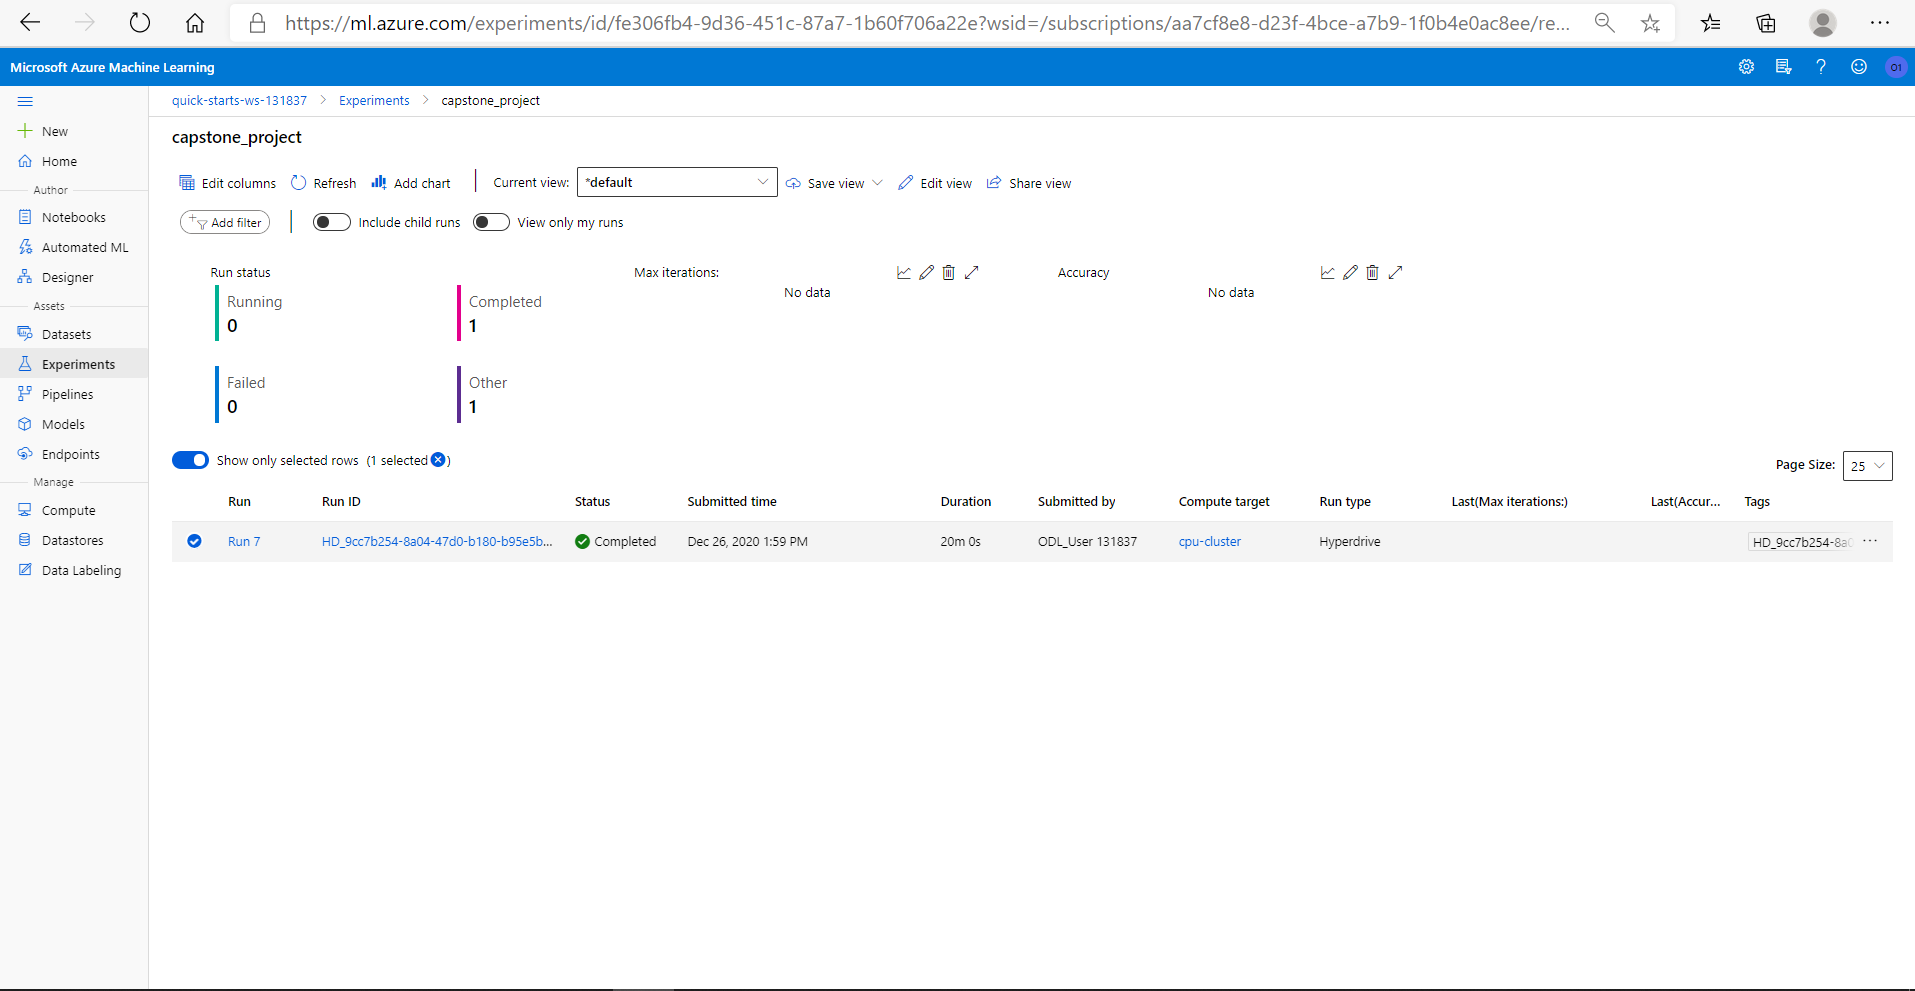 https://ml.azure.com/experiments/id/fe306fb4-9d36-451c-87a7-1b60f706a22e?wsid=/subscriptions/aa7cf8e8-d23f-4bce-a7b9-1f0b4e0ac8ee/re...
Microsoft Azure Machine Learning
O1
quick-starts-ws-131837 > Experiments > capstone_project
New
Home
Author
Notebooks
Automated ML
Designer
Assets
Datasets
Experiments
Pipelines
Models
Endpoints
Manage
Compute
Datastores
Data Labeling
capstone_project
Edit columns Refresh Add chart Current view: *default Save view Edit view Share view
Add filter Include child runs View only my runs
Run status Max iterations: Accuracy
No data No data
Running Completed
0 1
Failed Other
0 1
Show only selected rows (1 selected )
Page Size: 25
Run Run ID Status Submitted time Duration Submitted by Compute target Run type Last(Max iterations:) Last(Accur... Tags
Run 7 HD_9cc7b254-8a04-47d0-b180-b95e5b... Completed Dec 26, 2020 1:59 PM 20m 0s ODL_User 131837 cpu-cluster Hyperdrive HD_9cc7b254-8a0 ...